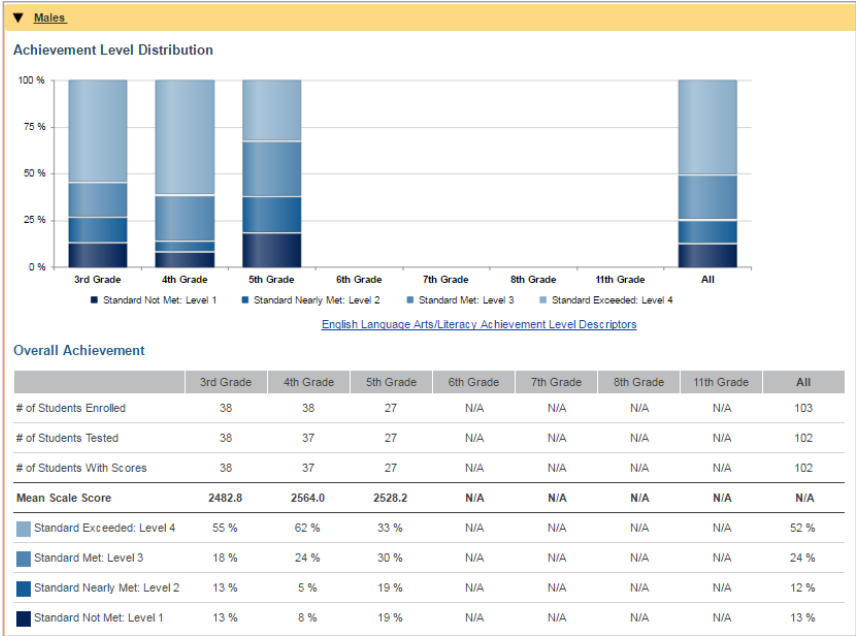 ▼ Males
Achievement Level Distribution
100 %
75 %
50 %
25 %
0 %
3rd Grade 4th Grade 5th Grade 6th Grade 7th Grade 8th Grade 11th Grade All
Standard Not Met: Level 1 Standard Nearly Met: Level 2 Standard Met: Level 3 Standard Exceeded: Level 4
English Language Arts/Literacy Achievement Level Descriptors
Overall Achievement
3rd Grade 4th Grade 5th Grade 6th Grade 7th Grade 8th Grade 11th Grade All
# of Students Enrolled 38 38 27 N/A N/A N/A N/A 103
# of Students Tested 38 37 27 N/A N/A N/A N/A 102
# of Students With Scores 38 37 27 N/A N/A N/A N/A 102
Mean Scale Score 2482.8 2564.0 2528.2 N/A N/A N/A N/A N/A
Standard Exceeded: Level 4 55 % 62 % 33 % N/A N/A N/A N/A 52 %
Standard Met: Level 3 18 % 24 % 30 % N/A N/A N/A N/A 24 %
Standard Nearly Met: Level 2 13 % 5 % 19 % N/A N/A N/A N/A 12 %
Standard Not Met: Level 1 13 % 8 % 19 % N/A N/A N/A N/A 13 %